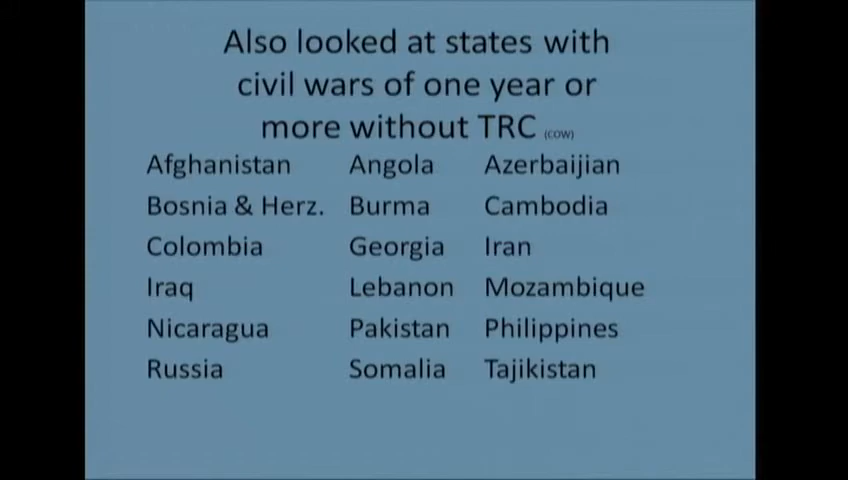 Also looked at states with
civil wars of one year or
more without TRC (COW)
Afghanistan Angola Azerbaijian
Bosnia & Herz. Burma Cambodia
Colombia Georgia Iran
Iraq Lebanon Mozambique
Nicaragua Pakistan Philippines
Russia Somalia Tajikistan